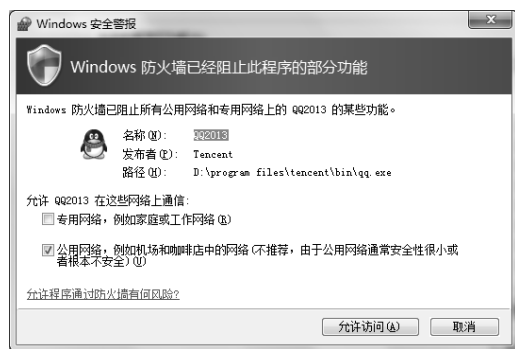 Windows 安全警报
Windows 防火墙已经阻止此程序的部分功能
Windows 防火墙已阻止所有公用网络和专用网络上的 QQ2013 的某些功能。
名称(N): QQ2013
发布者(P): Tencent
路径(H): D:\program files\tencent\bin\qq.exe
允许 QQ2013 在这些网络上通信:
专用网络，例如家庭或工作网络(R)
公用网络，例如机场和咖啡店中的网络(不推荐，由于公用网络通常安全性很小或
者根本不安全)(U)
允许程序通过防火墙有何风险?
允许访问(A) 取消